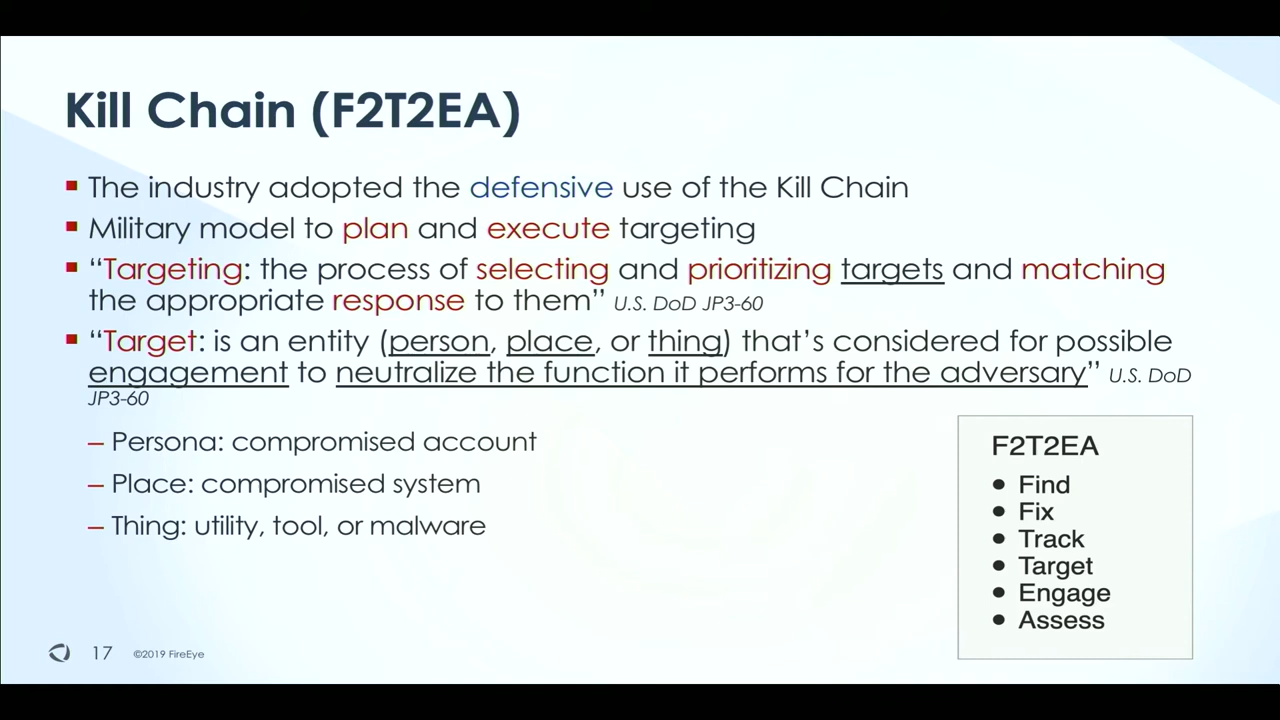 Kill Chain (F2T2EA)
The industry adopted the defensive use of the Kill Chain
Military model to plan and execute targeting
“Targeting: the process of selecting and prioritizing targets and matching
the appropriate response to them” U.S. DoD JP3-60
“Target: is an entity (person, place, or thing) that’s considered for possible
engagement to neutralize the function it performs for the adversary” U.S. DoD
JP3-60
– Persona: compromised account
– Place: compromised system
– Thing: utility, tool, or malware
F2T2EA
• Find
• Fix
• Track
• Target
• Engage
• Assess
17 ©2019 FireEye